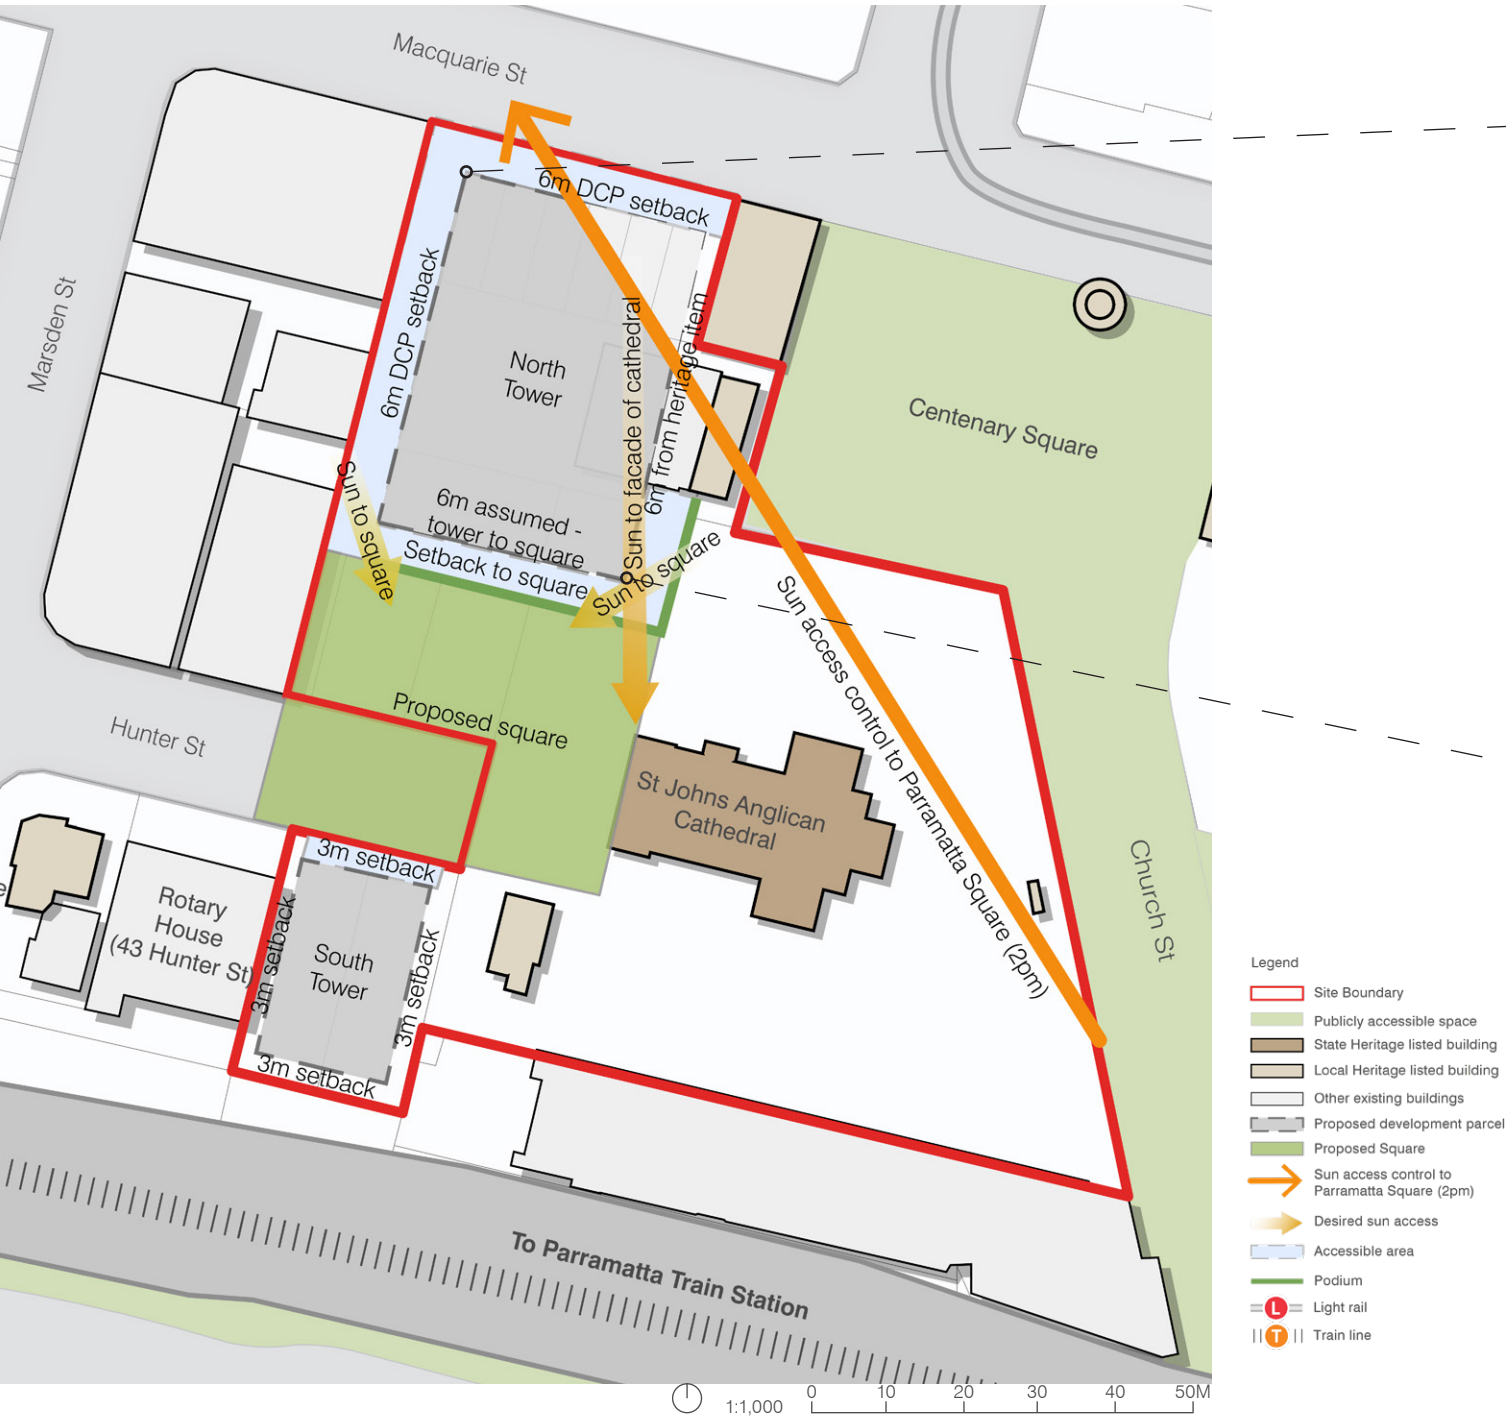 Macquarie St
6m DCP setback
Marsden St
6m DCP setback
North
Tower
Sun to facade of cathedral
6m from heritage item
Centenary Square
Sun to square
6m assumed -
tower to square
Setback to square
Sun to square
Sun access control to Parramatta Square (2pm)
Proposed square
Hunter St
St Johns Anglican
Cathedral
Church St
3m setback
Rotary
House
(43 Hunter St)
3m setback
South
Tower
3m setback
3m setback
To Parramatta Train Station
Legend
Site Boundary
Publicly accessible space
State Heritage listed building
Local Heritage listed building
Other existing buildings
Proposed development parcel
Proposed Square
Sun access control to
Parramatta Square (2pm)
Desired sun access
Accessible area
Podium
L Light rail
T Train line
1:1,000
0 10 20 30 40 50M